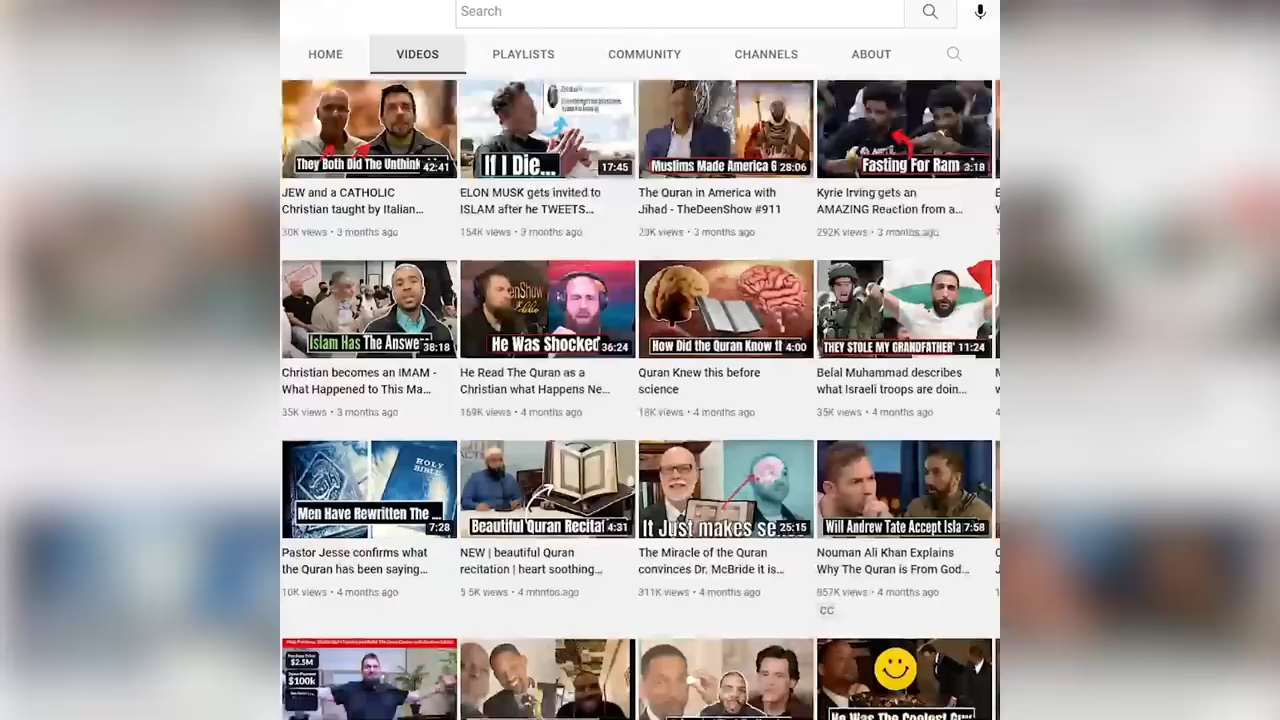 Search
HOME VIDEOS PLAYLISTS COMMUNITY CHANNELS ABOUT
They Both Did The Unthink 42:41
If I Die... 17:45
Muslims Made America 6 28:06
Fasting For Ram 3:18
JEW and a CATHOLIC
Christian taught by Italian...
30K views • 3 months ago
ELON MUSK gets invited to
ISLAM after he TWEETS...
154K views • 3 months ago
The Quran in America with
Jihad - TheDeenShow #911
3 months ago
Kyrie Irving gets an
AMAZING Reaction from a...
292K views • 3 months ago
Islam Has The Answe 38:18
He Was Shocked 36:24
How Did the Quran Know th 4:00
THEY STOLE MY GRANDFATHER' 11:24
Christian becomes an IMAM -
What Happened to This Ma...
35K views • 3 months ago
He Read The Quran as a
Christian what Happens Ne...
169K views • 4 months ago
Quran Knew this before
science
18K views • 4 months ago
Belal Muhammad describes
what Israeli troops are doin...
35K views • 4 months ago
HOLY
BIBLE
Men Have Rewritten The ... 7:28
Beautiful Quran Recita 4:31
It Just makes se... 25:15
Will Andrew Tate Accept Isla 7:58
Pastor Jesse confirms what
the Quran has been saying...
10K views • 4 months ago
NEW | beautiful Quran
recitation | heart soothing...
5.5K views • 4 months ago
The Miracle of the Quran
convinces Dr. McBride it is...
311K views • 4 months ago
Nouman Ali Khan Explains
Why The Quran is From God...
857K views • 4 months ago
CC
$2.5M
$100k
He Was The Coolest Guy